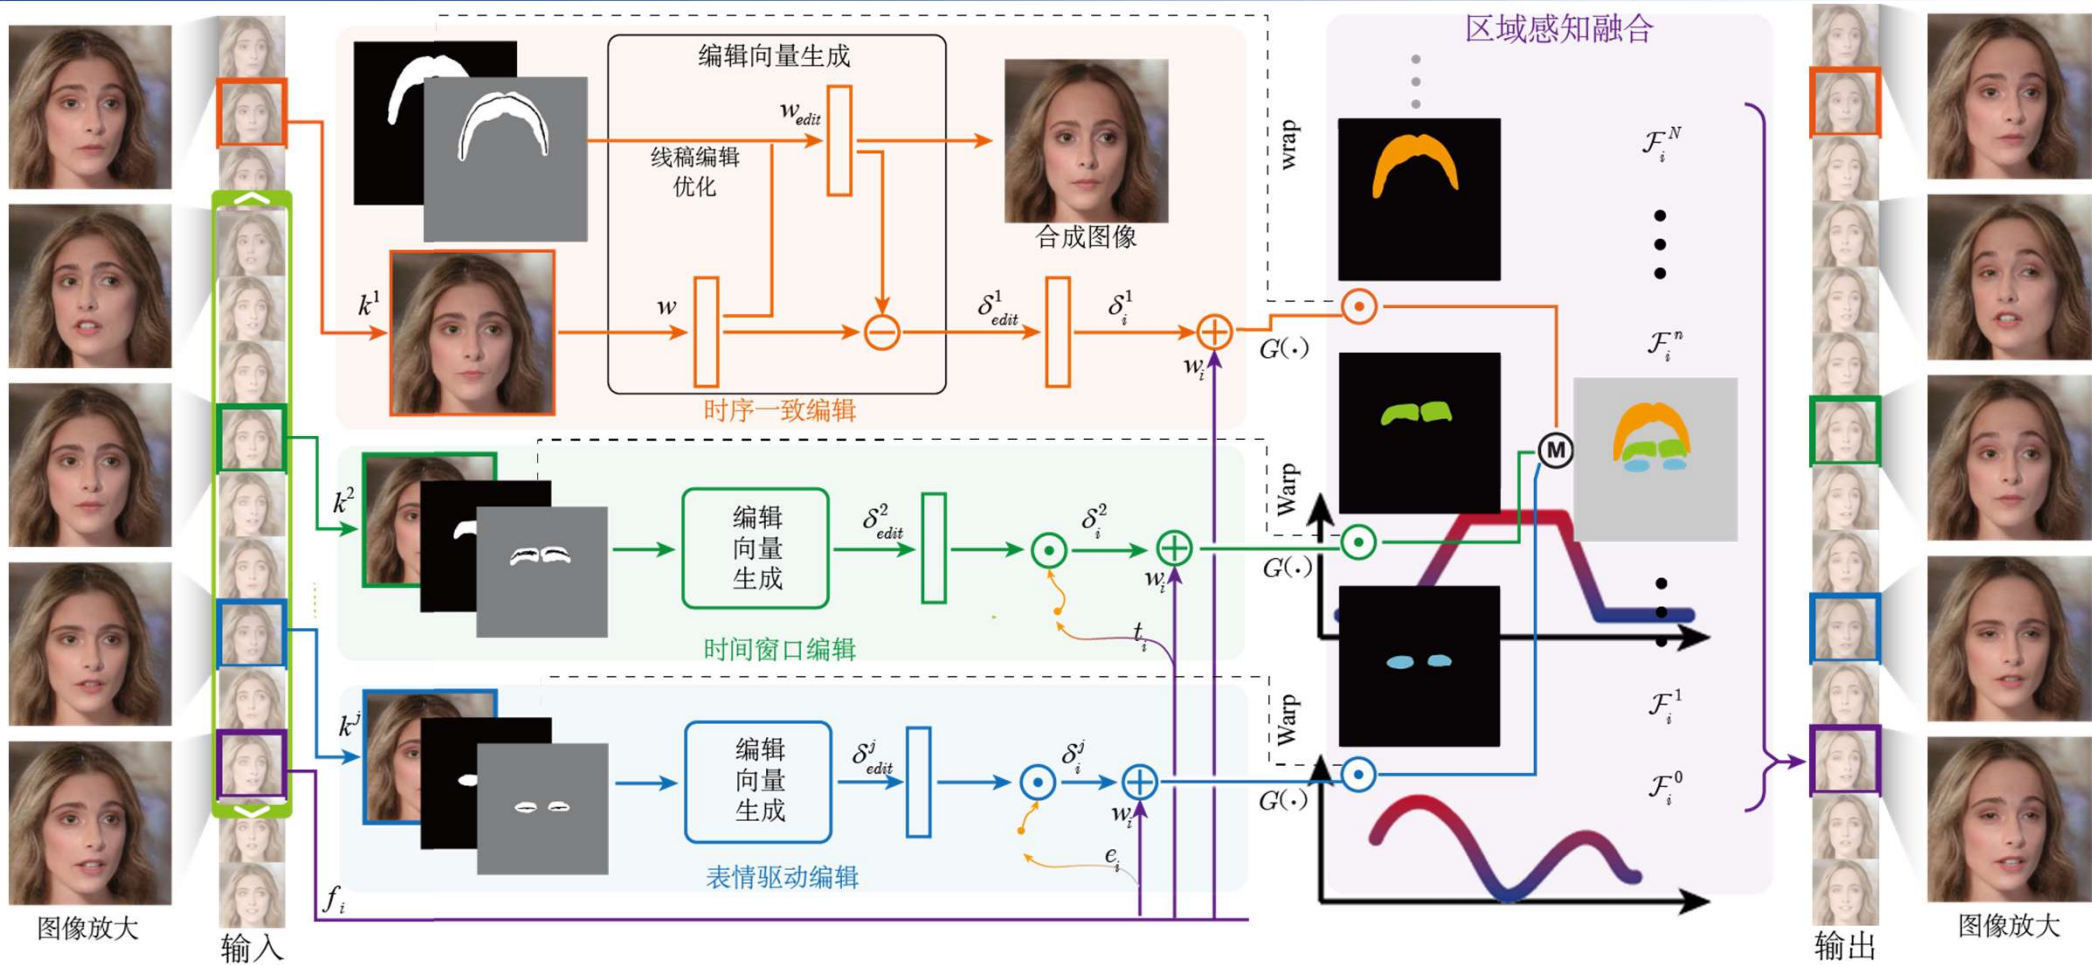 区域感知融合
编辑向量生成
w_edit
线稿编辑
优化
合成图像
k^1
w
δ^1_edit
δ^1_i
w_i
G(.)
wrap
时序一致编辑
k^2
编辑
向量
生成
δ^2_edit
δ^2_i
w_i
G(.)
Warp
t_i
时间窗口编辑
k^j
编辑
向量
生成
δ^j_edit
δ^j_i
w_i
G(.)
Warp
e_i
表情驱动编辑
f_i
F_i^N
F_i^n
M
F_i^1
F_i^0
图像放大
输入
输出
图像放大